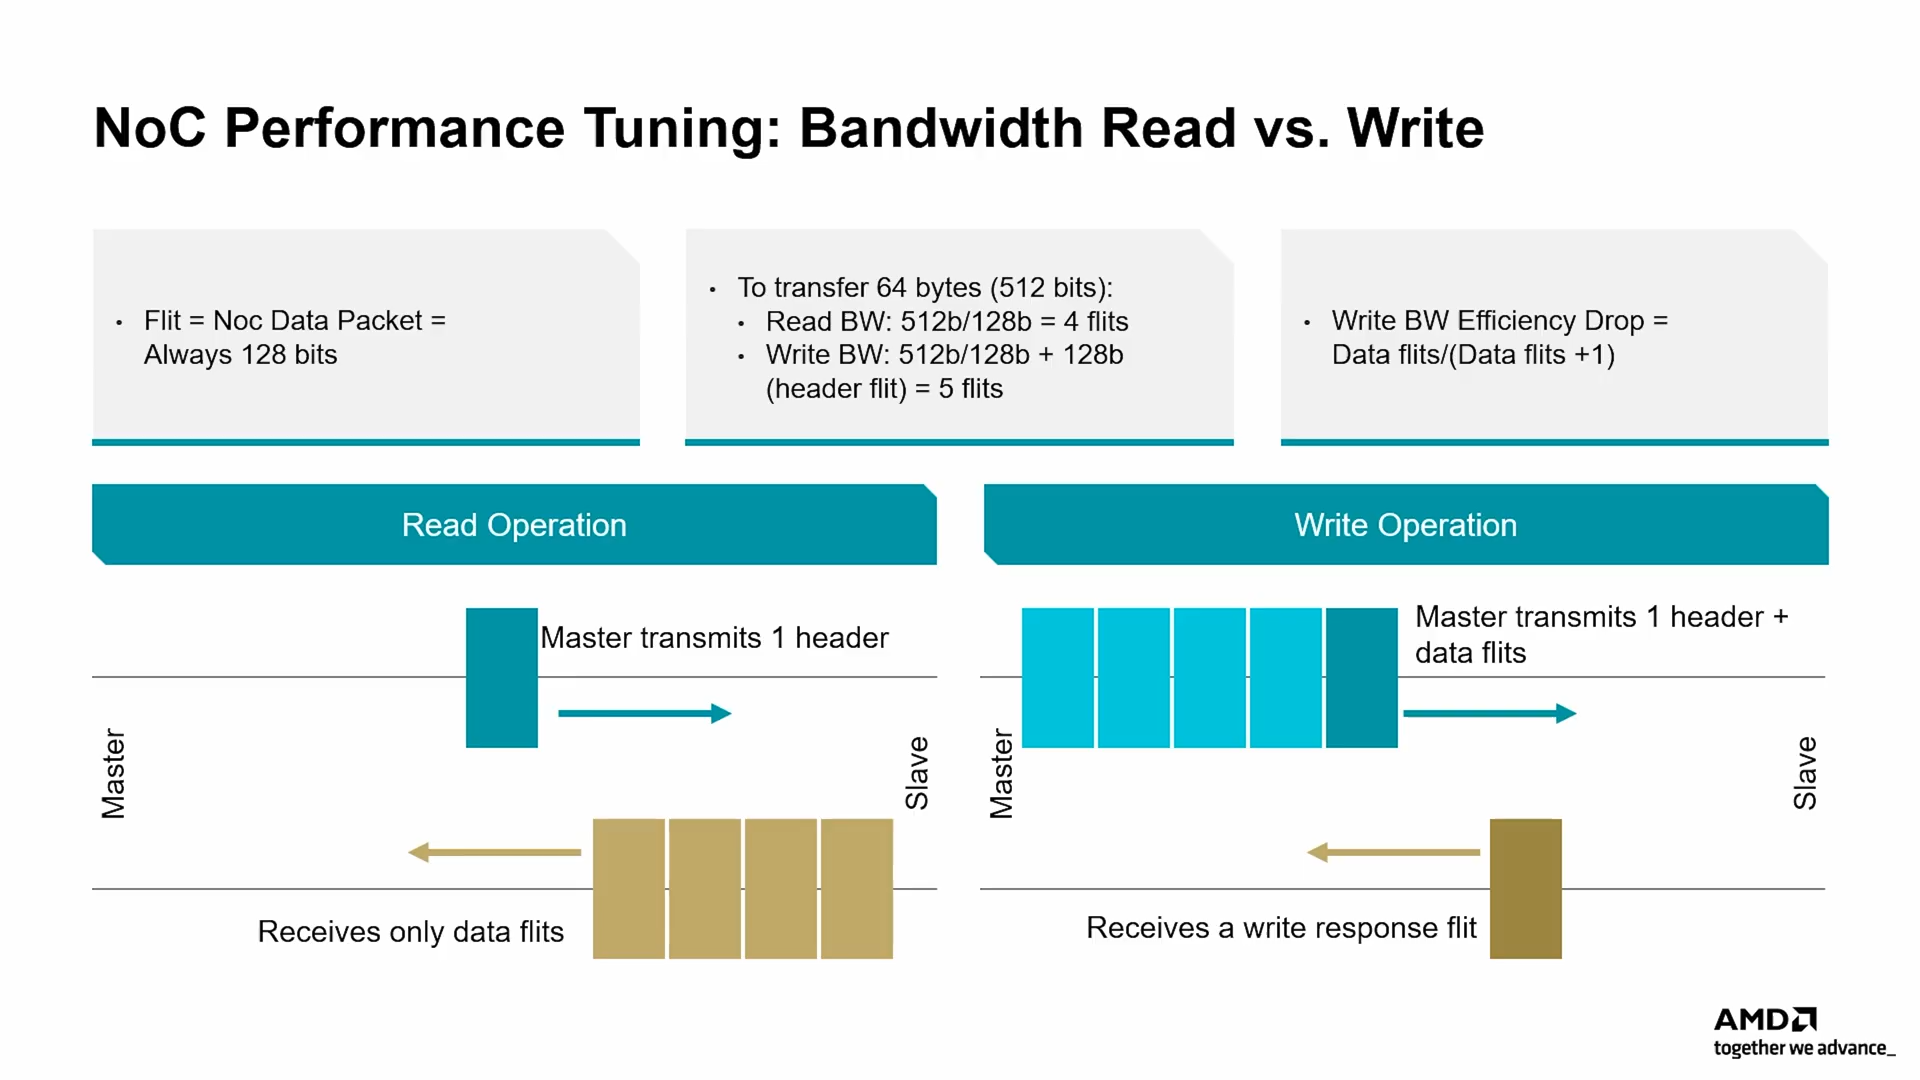 NoC Performance Tuning: Bandwidth Read vs. Write
• Flit = Noc Data Packet =
Always 128 bits
• To transfer 64 bytes (512 bits):
• Read BW: 512b/128b = 4 flits
• Write BW: 512b/128b + 128b
(header flit) = 5 flits
• Write BW Efficiency Drop =
Data flits/(Data flits +1)
Read Operation
Master transmits 1 header
Master
Slave
Receives only data flits
Write Operation
Master transmits 1 header +
data flits
Master
Slave
Receives a write response flit
AMD
together we advance_